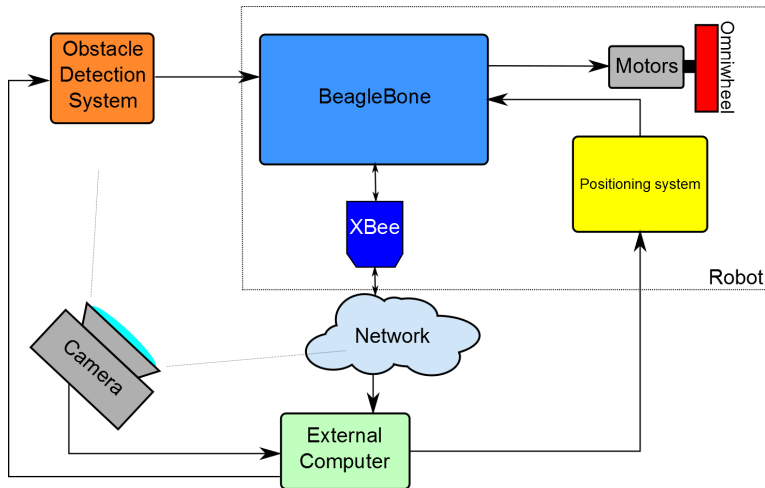 Obstacle
Detection
System
BeagleBone
Motors
Omniwheel
Positioning system
XBee
Robot
Network
Camera
External
Computer